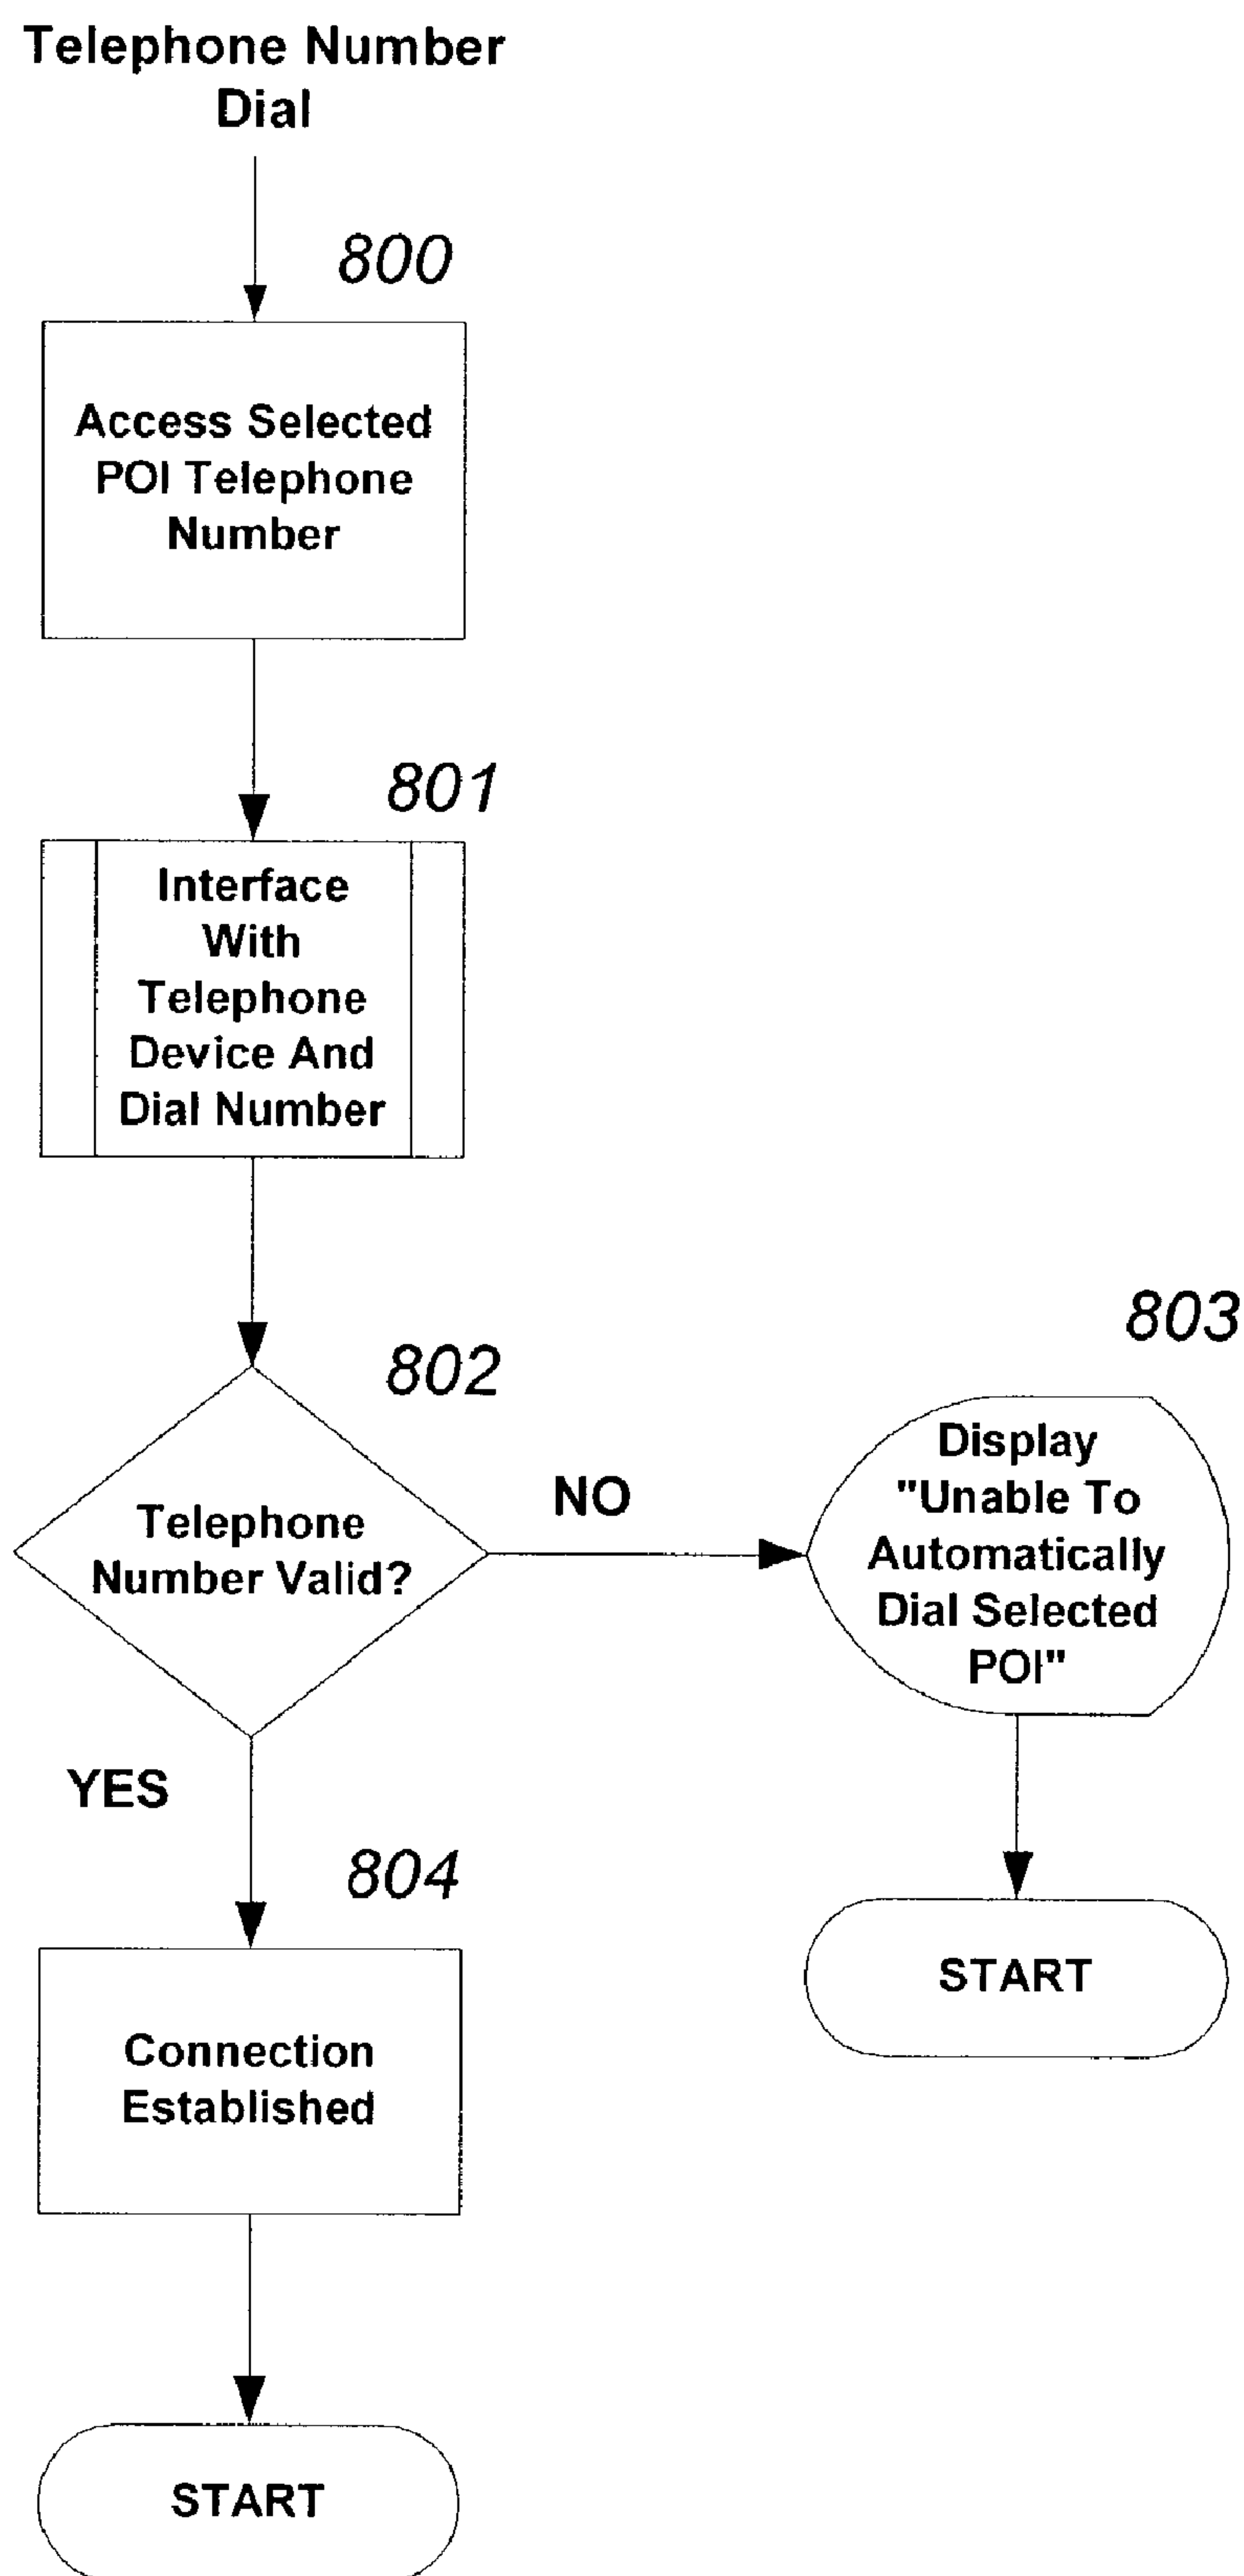 Telephone Number
Dial
800
Access Selected
POI Telephone
Number
801
Interface
With
Telephone
Device And
Dial Number
802
Telephone
Number Valid?
NO
803
Display
"Unable To
Automatically
Dial Selected
POI"
YES
START
804
Connection
Established
START